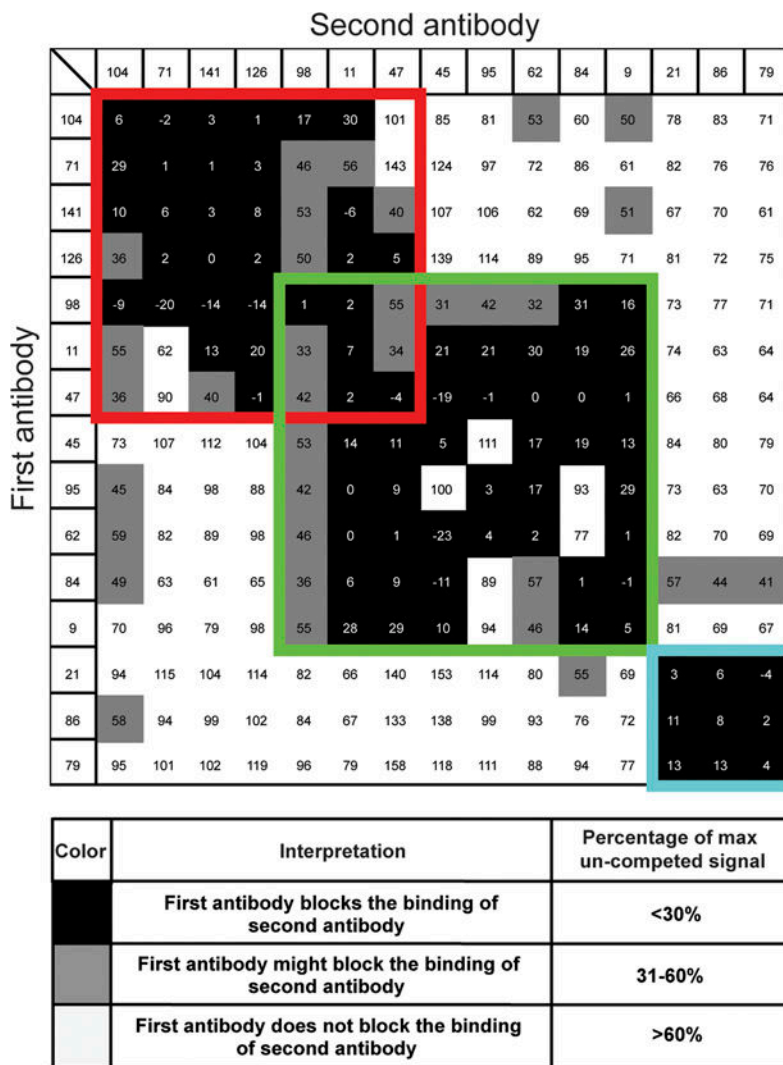 Second antibody
104 71 141 126 98 11 47 45 95 62 84 9 21 86 79
First antibody
104 6 -2 3 1 17 30 101 85 81 53 60 50 78 83 71
71 29 1 1 3 46 56 143 124 97 72 86 61 82 76 76
141 10 6 3 8 53 -6 40 107 106 62 69 51 67 70 61
126 36 2 0 2 50 2 5 139 114 89 95 71 81 72 75
98 -9 -20 -14 -14 1 2 55 31 42 32 31 16 73 77 71
11 55 62 13 20 33 7 34 21 21 30 19 26 74 63 64
47 36 90 40 -1 42 2 -4 -19 -1 0 0 1 66 68 64
45 73 107 112 104 53 14 11 5 111 17 19 13 84 80 79
95 45 84 98 88 42 0 9 100 3 17 93 29 73 63 70
62 59 82 89 98 46 0 1 -23 4 2 77 1 82 70 69
84 49 63 61 65 36 6 9 -11 89 57 1 -1 57 44 41
9 70 96 79 98 55 28 29 10 94 46 14 5 81 69 67
21 94 115 104 114 82 66 140 153 114 80 55 69 3 6 -4
86 58 94 99 102 84 67 133 138 99 93 76 72 11 8 2
79 95 101 102 119 96 79 158 118 111 88 94 77 13 13 4
Color Interpretation Percentage of max
un-competed signal
First antibody blocks the binding of
second antibody
<30%
First antibody might block the binding of
second antibody
31-60%
First antibody does not block the binding
of second antibody
>60%